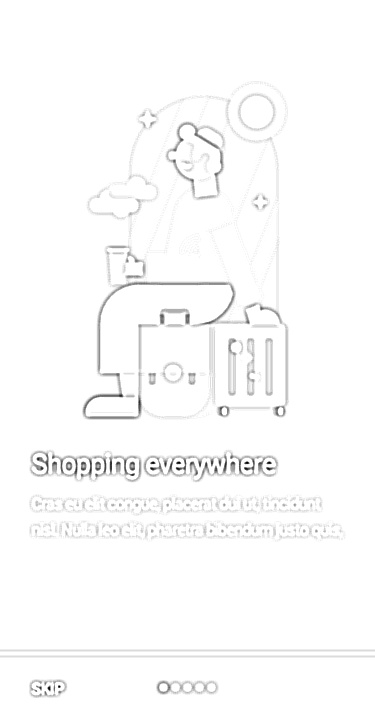 Shopping everywhere
Cras eu elit congue, placerat dui ut, tincidunt
nisl. Nulla leo elit, pharetra bibendum justo quis,
SKIP